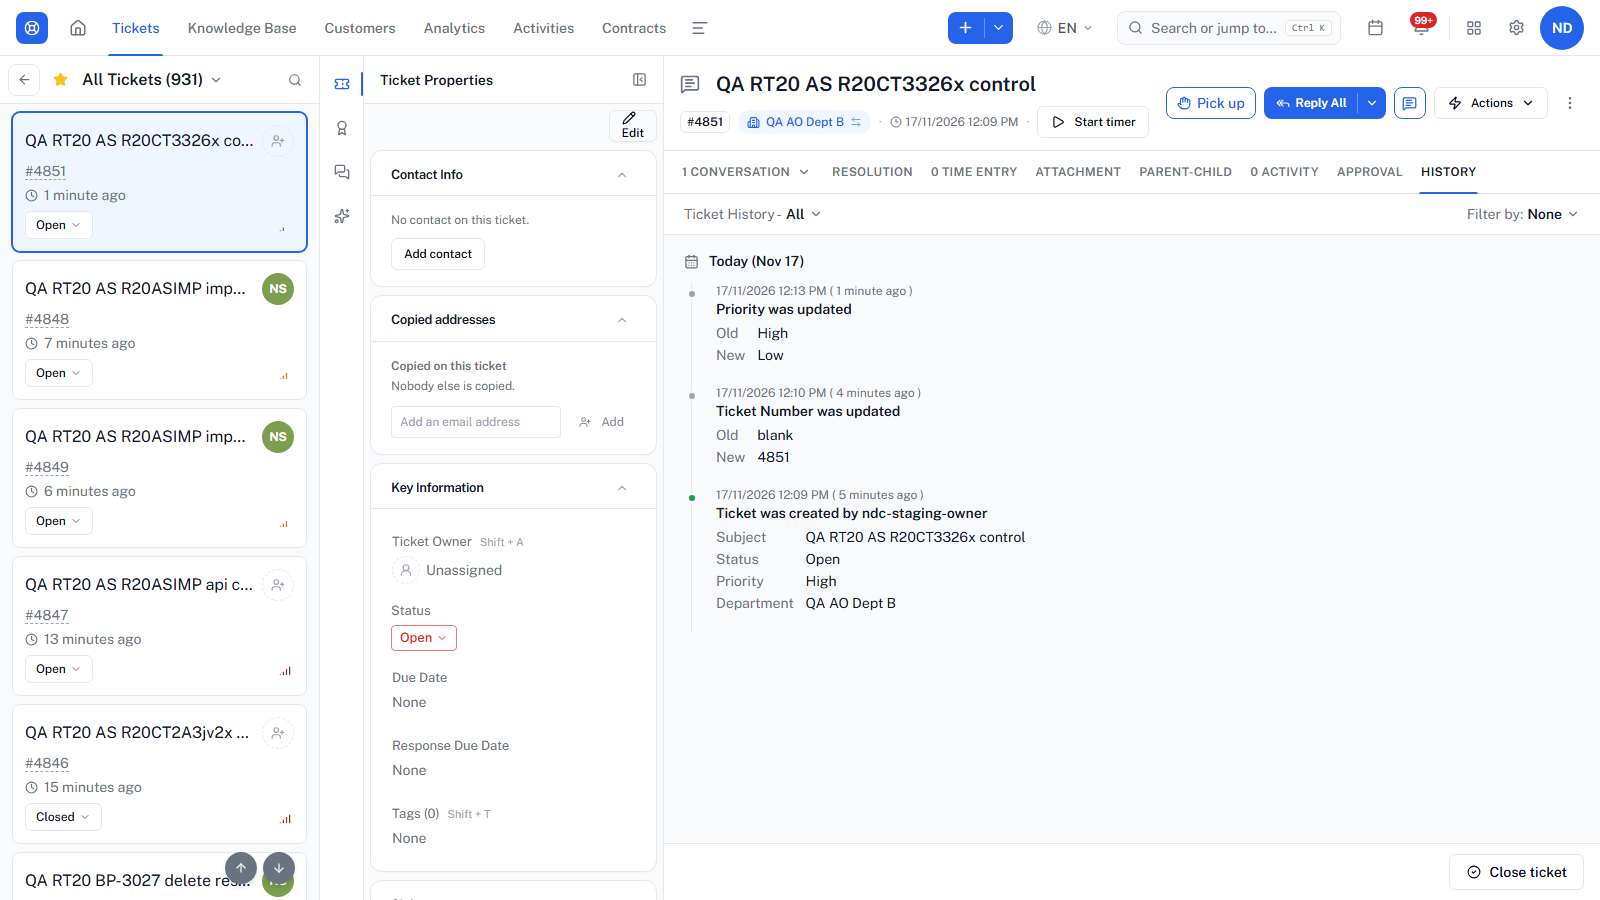 Tickets
Knowledge Base
Customers
Analytics
Activities
Contracts
EN
Search or jump to...
Ctrl K
99+
ND
All Tickets (931)
QA RT20 AS R20CT3326x co...
#4851
1 minute ago
Open
QA RT20 AS R20ASIMP imp...
NS
#4848
7 minutes ago
Open
QA RT20 AS R20ASIMP imp...
NS
#4849
6 minutes ago
Open
QA RT20 AS R20ASIMP api c...
#4847
13 minutes ago
Open
QA RT20 AS R20CT2A3jv2x ...
#4846
15 minutes ago
Closed
QA RT20 BP-3027 delete res...
Ticket Properties
Edit
Contact Info
No contact on this ticket.
Add contact
Copied addresses
Copied on this ticket
Nobody else is copied.
Add an email address
Add
Key Information
Ticket Owner Shift + A
Unassigned
Status
Open
Due Date
None
Response Due Date
None
Tags (0) Shift + T
None
QA RT20 AS R20CT3326x control
#4851
QA AO Dept B
· 17/11/2026 12:09 PM ·
Start timer
Pick up
Reply All
Actions
1 CONVERSATION
RESOLUTION
0 TIME ENTRY
ATTACHMENT
PARENT-CHILD
0 ACTIVITY
APPROVAL
HISTORY
Ticket History - All
Filter by: None
Today (Nov 17)
17/11/2026 12:13 PM ( 1 minute ago )
Priority was updated
Old High
New Low
17/11/2026 12:10 PM ( 4 minutes ago )
Ticket Number was updated
Old blank
New 4851
17/11/2026 12:09 PM ( 5 minutes ago )
Ticket was created by ndc-staging-owner
Subject QA RT20 AS R20CT3326x control
Status Open
Priority High
Department QA AO Dept B
Close ticket